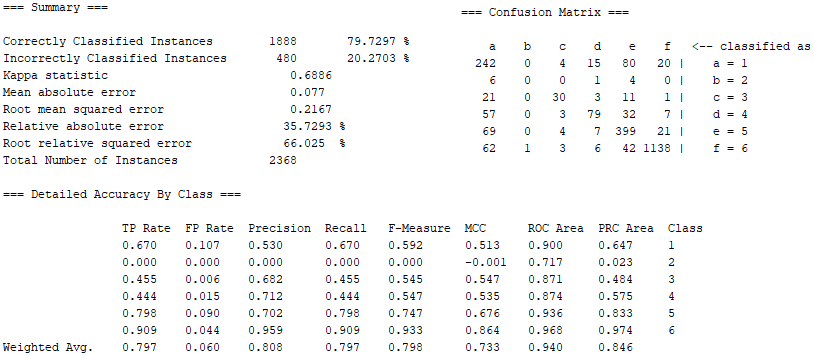 === Summary ===
Correctly Classified Instances 1888 79.7297 %
Incorrectly Classified Instances 480 20.2703 %
Kappa statistic 0.6886
Mean absolute error 0.077
Root mean squared error 0.2167
Relative absolute error 35.7293 %
Root relative squared error 66.025 %
Total Number of Instances 2368
=== Confusion Matrix ===
a b c d e f <-- classified as
242 0 4 15 80 20 | a = 1
6 0 0 1 4 0 | b = 2
21 0 30 3 11 1 | c = 3
57 0 3 79 32 7 | d = 4
69 0 4 7 399 21 | e = 5
62 1 3 6 42 1138 | f = 6
=== Detailed Accuracy By Class ===
TP Rate FP Rate Precision Recall F-Measure MCC ROC Area PRC Area Class
0.670 0.107 0.530 0.670 0.592 0.513 0.900 0.647 1
0.000 0.000 0.000 0.000 0.000 -0.001 0.717 0.023 2
0.455 0.006 0.682 0.455 0.545 0.547 0.871 0.484 3
0.444 0.015 0.712 0.444 0.547 0.535 0.874 0.575 4
0.798 0.090 0.702 0.798 0.747 0.676 0.936 0.833 5
0.909 0.044 0.959 0.909 0.933 0.864 0.968 0.974 6
Weighted Avg. 0.797 0.060 0.808 0.797 0.798 0.733 0.940 0.846